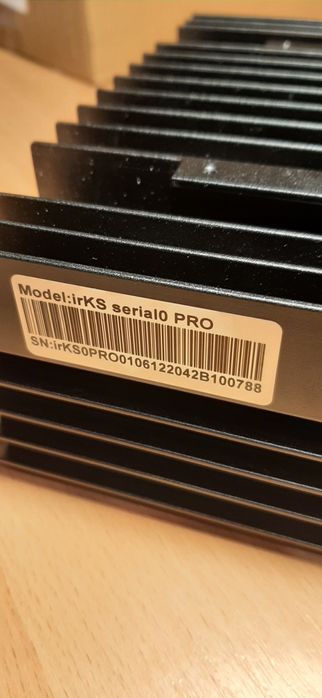 Model:irKS serial0 PRO
SN:irKS0PRO0106122042B100788